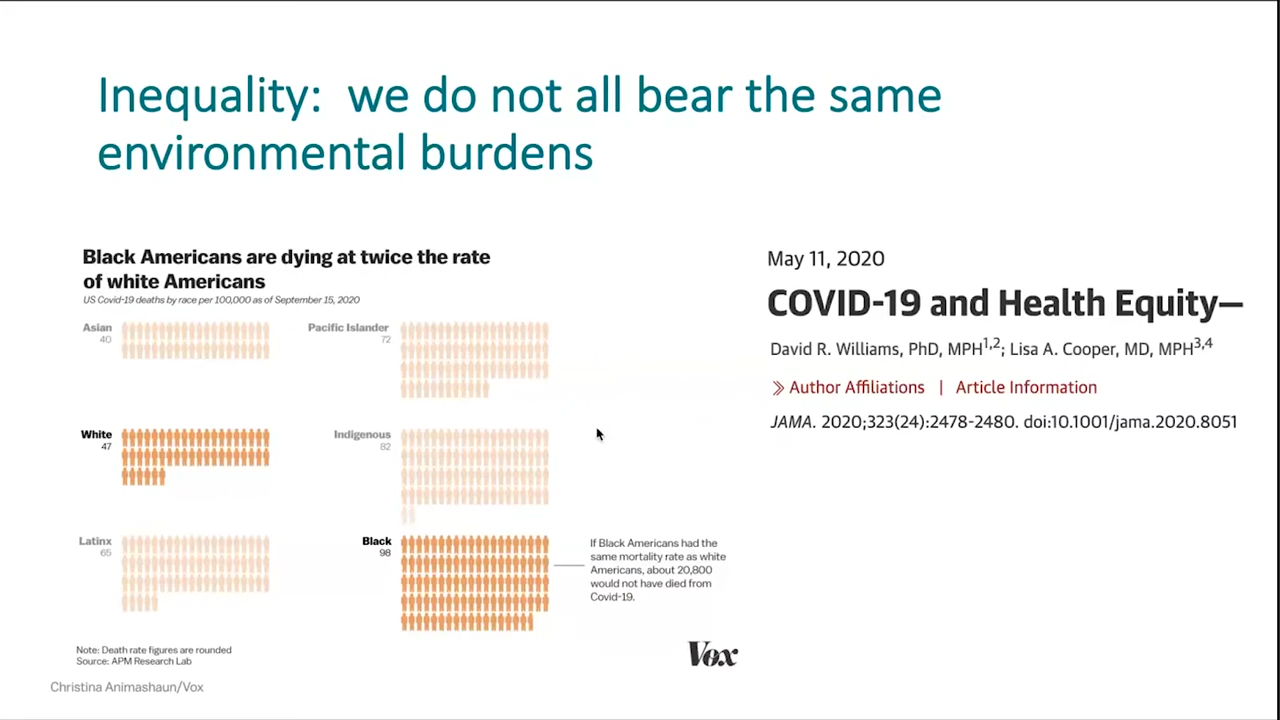 Inequality:  we do not all bear the same
environmental burdens
Black Americans are dying at twice the rate
of white Americans
US Covid-19 deaths by race per 100,000 as of September 15, 2020
Asian
40
Pacific Islander
72
White
47
Indigenous
82
Latinx
65
Black
98
If Black Americans had the
same mortality rate as white
Americans, about 20,800
would not have died from
Covid-19.
Note: Death rate figures are rounded
Source: APM Research Lab
Vox
Christina Animashaun/Vox
May 11, 2020
COVID-19 and Health Equity—
David R. Williams, PhD, MPH1,2; Lisa A. Cooper, MD, MPH3,4
Author Affiliations | Article Information
JAMA. 2020;323(24):2478-2480. doi:10.1001/jama.2020.8051